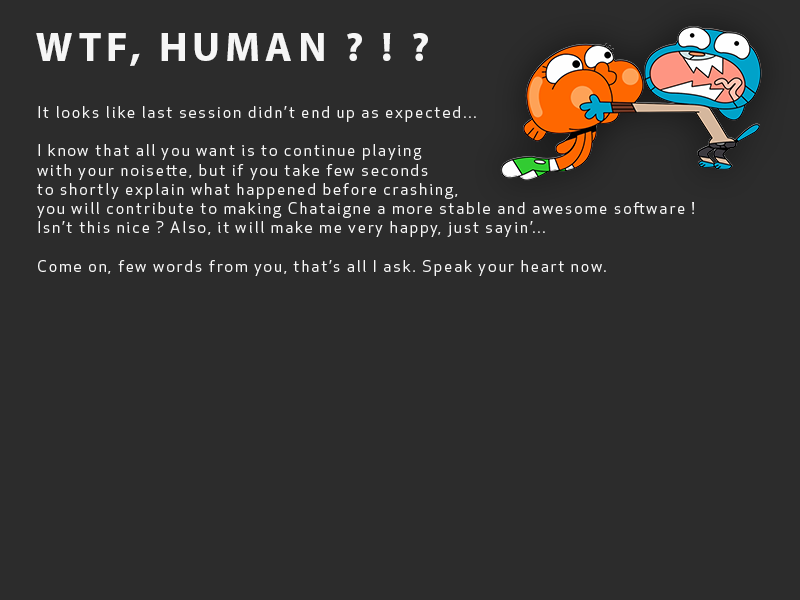 WTF, HUMAN ? ! ?
It looks like last session didn't end up as expected...
I know that all you want is to continue playing
with your noisette, but if you take few seconds
to shortly explain what happened before crashing,
you will contribute to making Chataigne a more stable and awesome software !
Isn't this nice ? Also, it will make me very happy, just sayin'...
Come on, few words from you, that's all I ask. Speak your heart now.